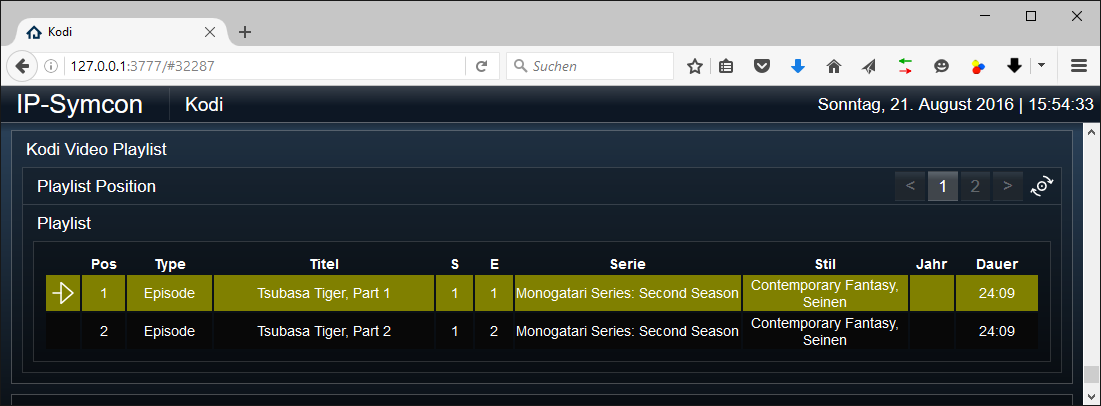 Kodi
127.0.0.1:3777/#32287
Suchen
IP-Symcon Kodi Sonntag, 21. August 2016 | 15:54:33
Kodi Video Playlist
Playlist Position < 1 2 >
Playlist
Pos Type Titel S E Serie Stil Jahr Dauer
1 Episode Tsubasa Tiger, Part 1 1 1 Monogatari Series: Second Season Contemporary Fantasy, Seinen 24:09
2 Episode Tsubasa Tiger, Part 2 1 2 Monogatari Series: Second Season Contemporary Fantasy, Seinen 24:09